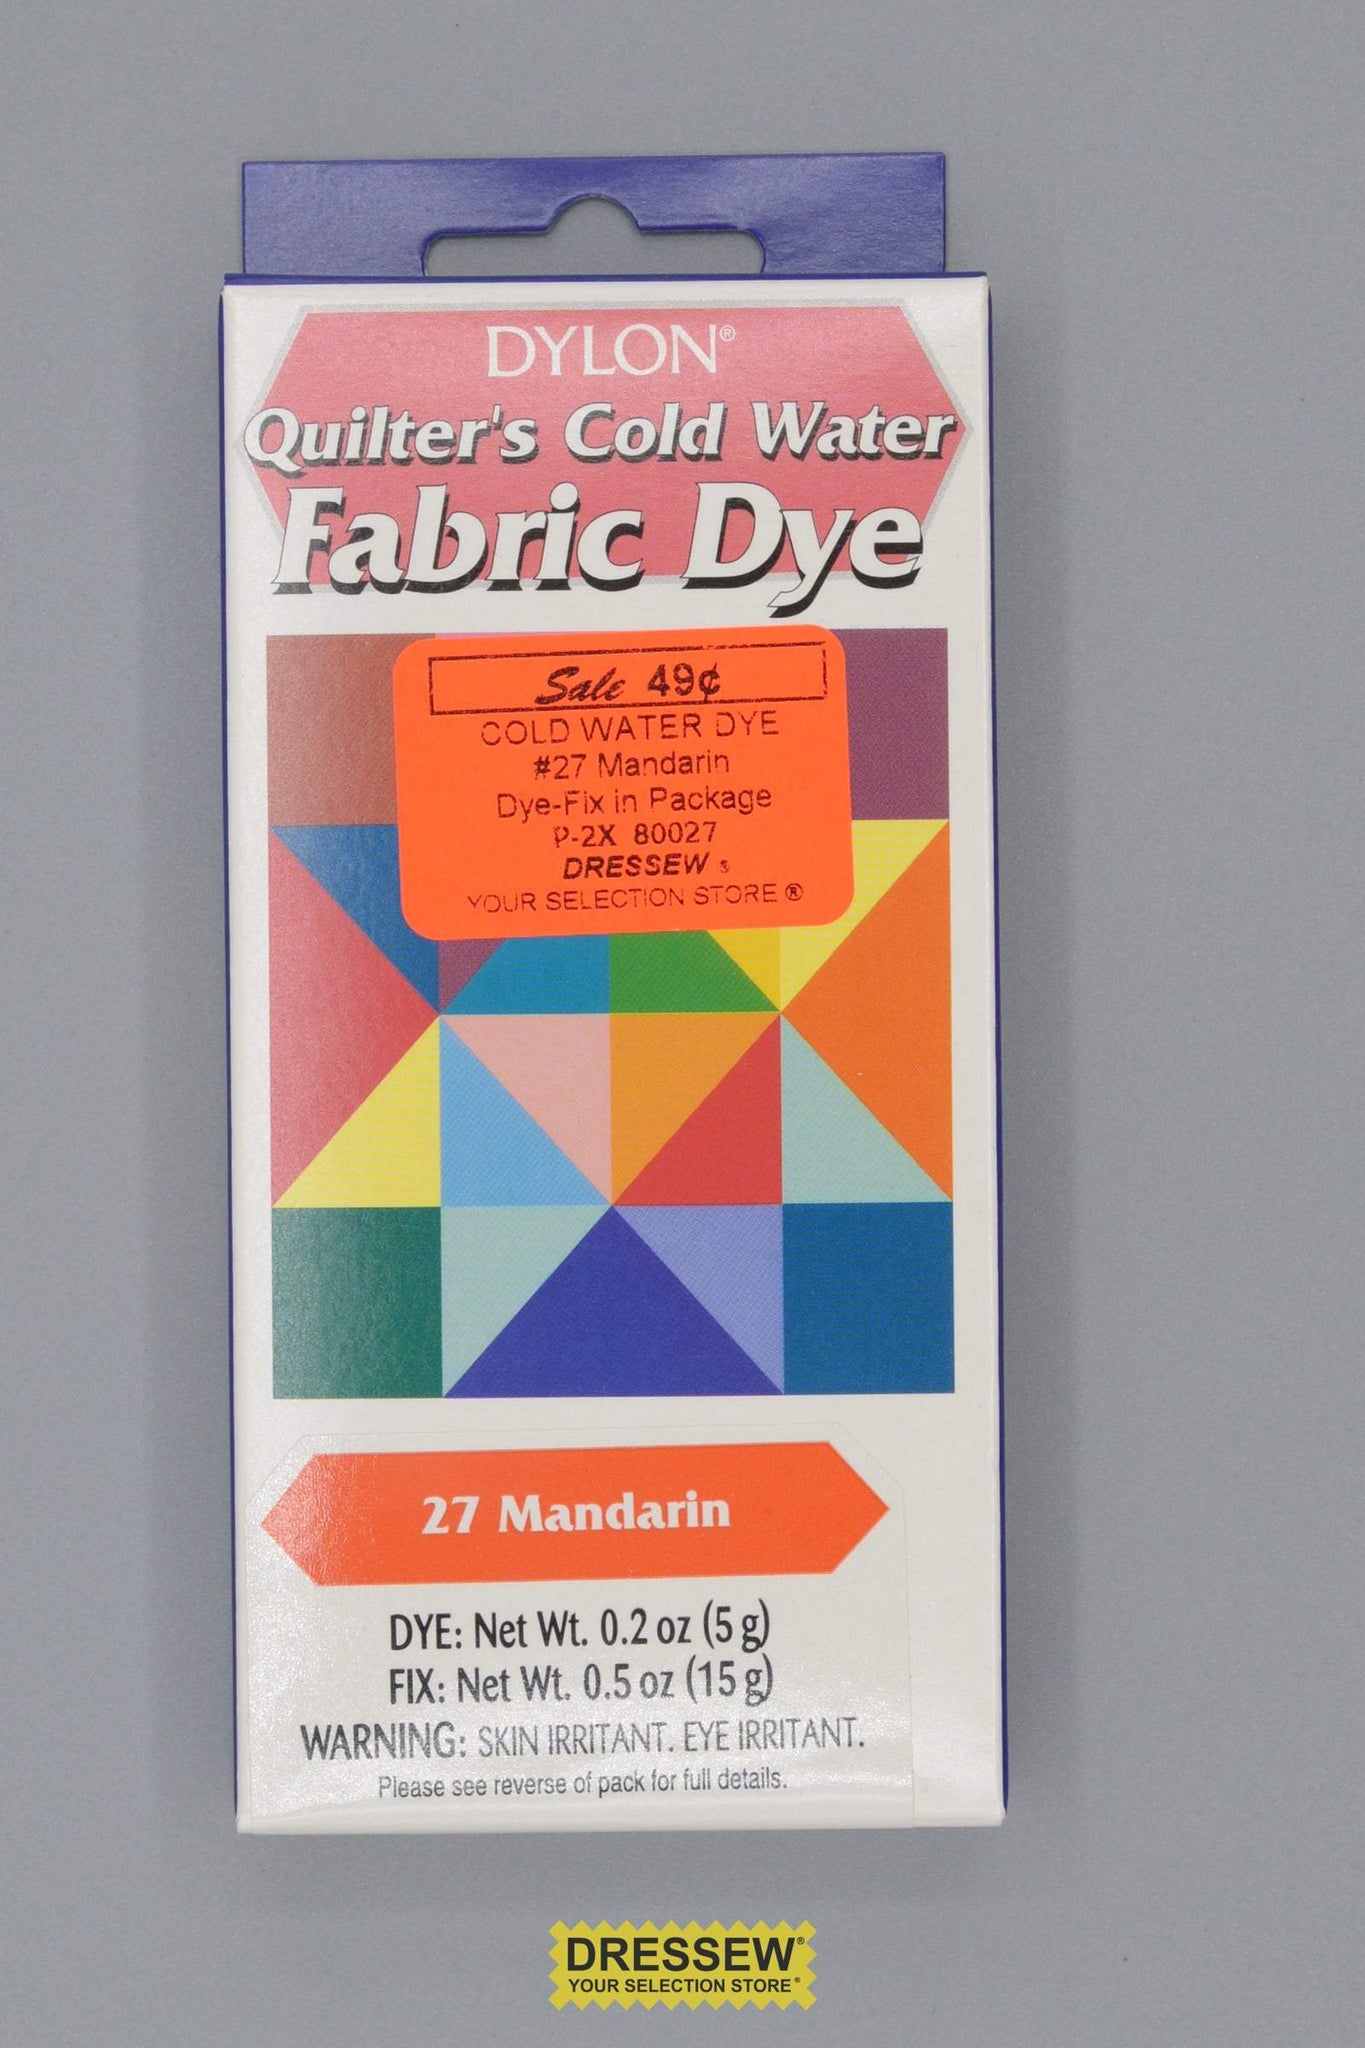 DYLON®
Quilter's Cold Water
Fabric Dye
Sale 49¢
COLD WATER DYE
#27 Mandarin
Dye-Fix in Package
P-2X 80027
DRESSEW
YOUR SELECTION STORE ®
27 Mandarin
DYE: Net Wt. 0.2 oz (5 g)
FIX: Net Wt. 0.5 oz (15 g)
WARNING: SKIN IRRITANT. EYE IRRITANT.
Please see reverse of pack for full details.
DRESSEW®
YOUR SELECTION STORE®